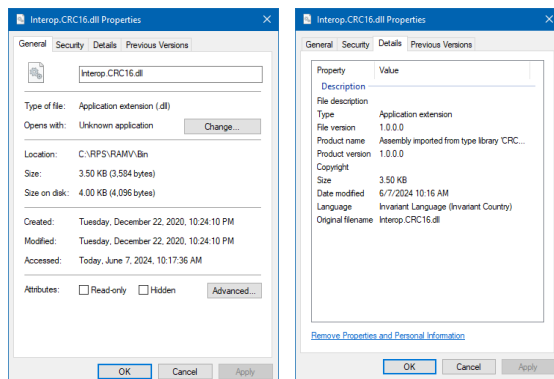 Interop.CRC16.dll Properties
General Security Details Previous Versions
Interop.CRC16.dll
Type of file: Application extension (.dll)
Opens with: Unknown application Change...
Location: C:\RPS\RAMV\Bin
Size: 3.50 KB (3,584 bytes)
Size on disk: 4.00 KB (4,096 bytes)
Created: Tuesday, December 22, 2020, 10:24:10 PM
Modified: Tuesday, December 22, 2020, 10:24:10 PM
Accessed: Today, June 7, 2024, 10:17:36 AM
Attributes: Read-only Hidden Advanced...
OK Cancel Apply
Interop.CRC16.dll Properties
General Security Details Previous Versions
Property Value
Description
File description
Type Application extension
File version 1.0.0.0
Product name Assembly imported from type library 'CRC...
Product version 1.0.0.0
Copyright
Size 3.50 KB
Date modified 6/7/2024 10:16 AM
Language Invariant Language (Invariant Country)
Original filename Interop.CRC16.dll
Remove Properties and Personal Information
OK Cancel Apply